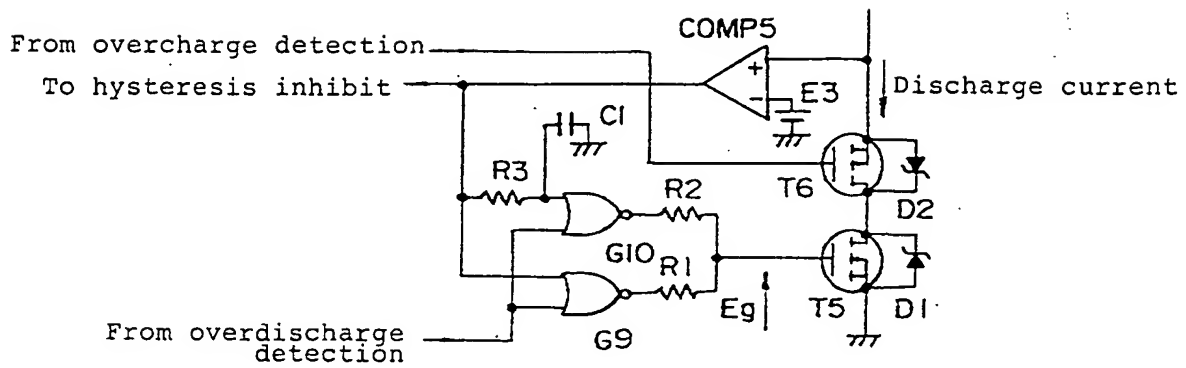 COMP5
From overcharge detection
To hysteresis inhibit
+
-
E3
Discharge current
C1
R3
R2
T6
D2
G10
R1
Eg
T5
D1
From overdischarge
detection
G9